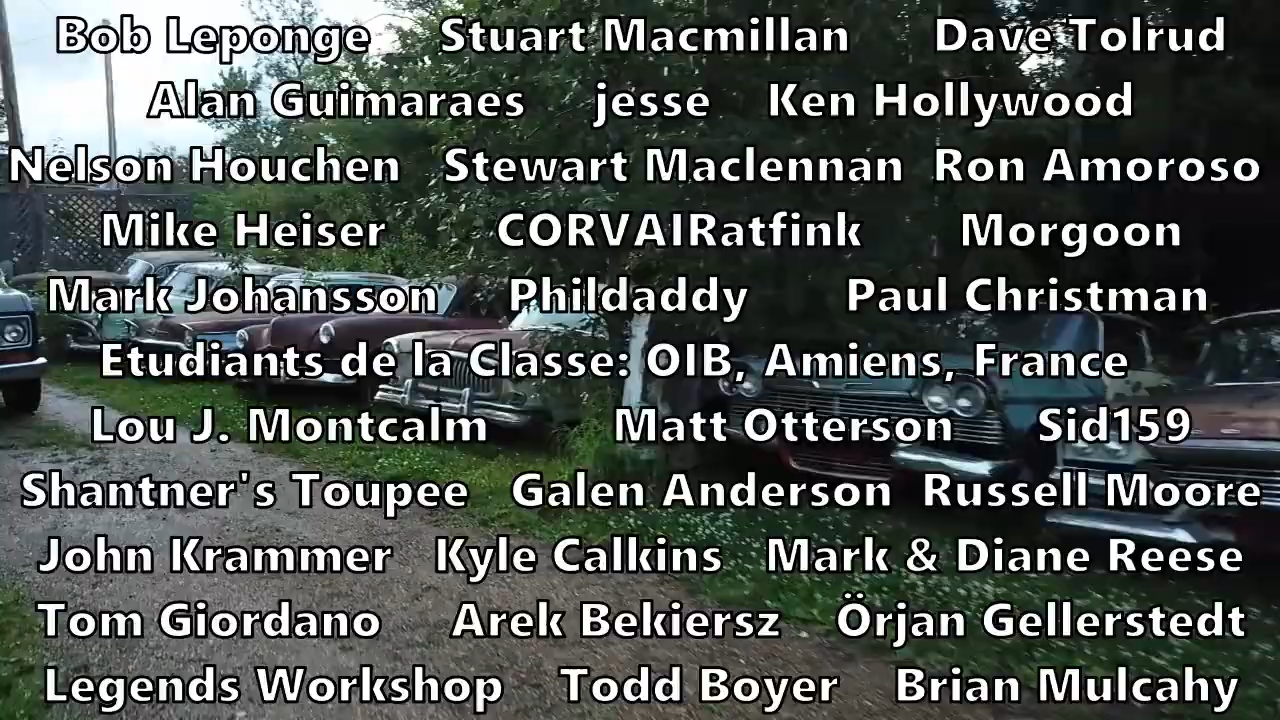 Bob Leponge Stuart Macmillan Dave Tolrud
Alan Guimaraes jesse Ken Hollywood
Nelson Houchen Stewart Maclennan Ron Amoroso
Mike Heiser CORVAIRatfink Morgoon
Mark Johansson Phildaddy Paul Christman
Etudiants de la Classe: OIB, Amiens, France
Lou J. Montcalm Matt Otterson Sid159
Shantner's Toupee Galen Anderson Russell Moore
John Krammer Kyle Calkins Mark & Diane Reese
Tom Giordano Arek Bekiersz Örjan Gellerstedt
Legends Workshop Todd Boyer Brian Mulcahy